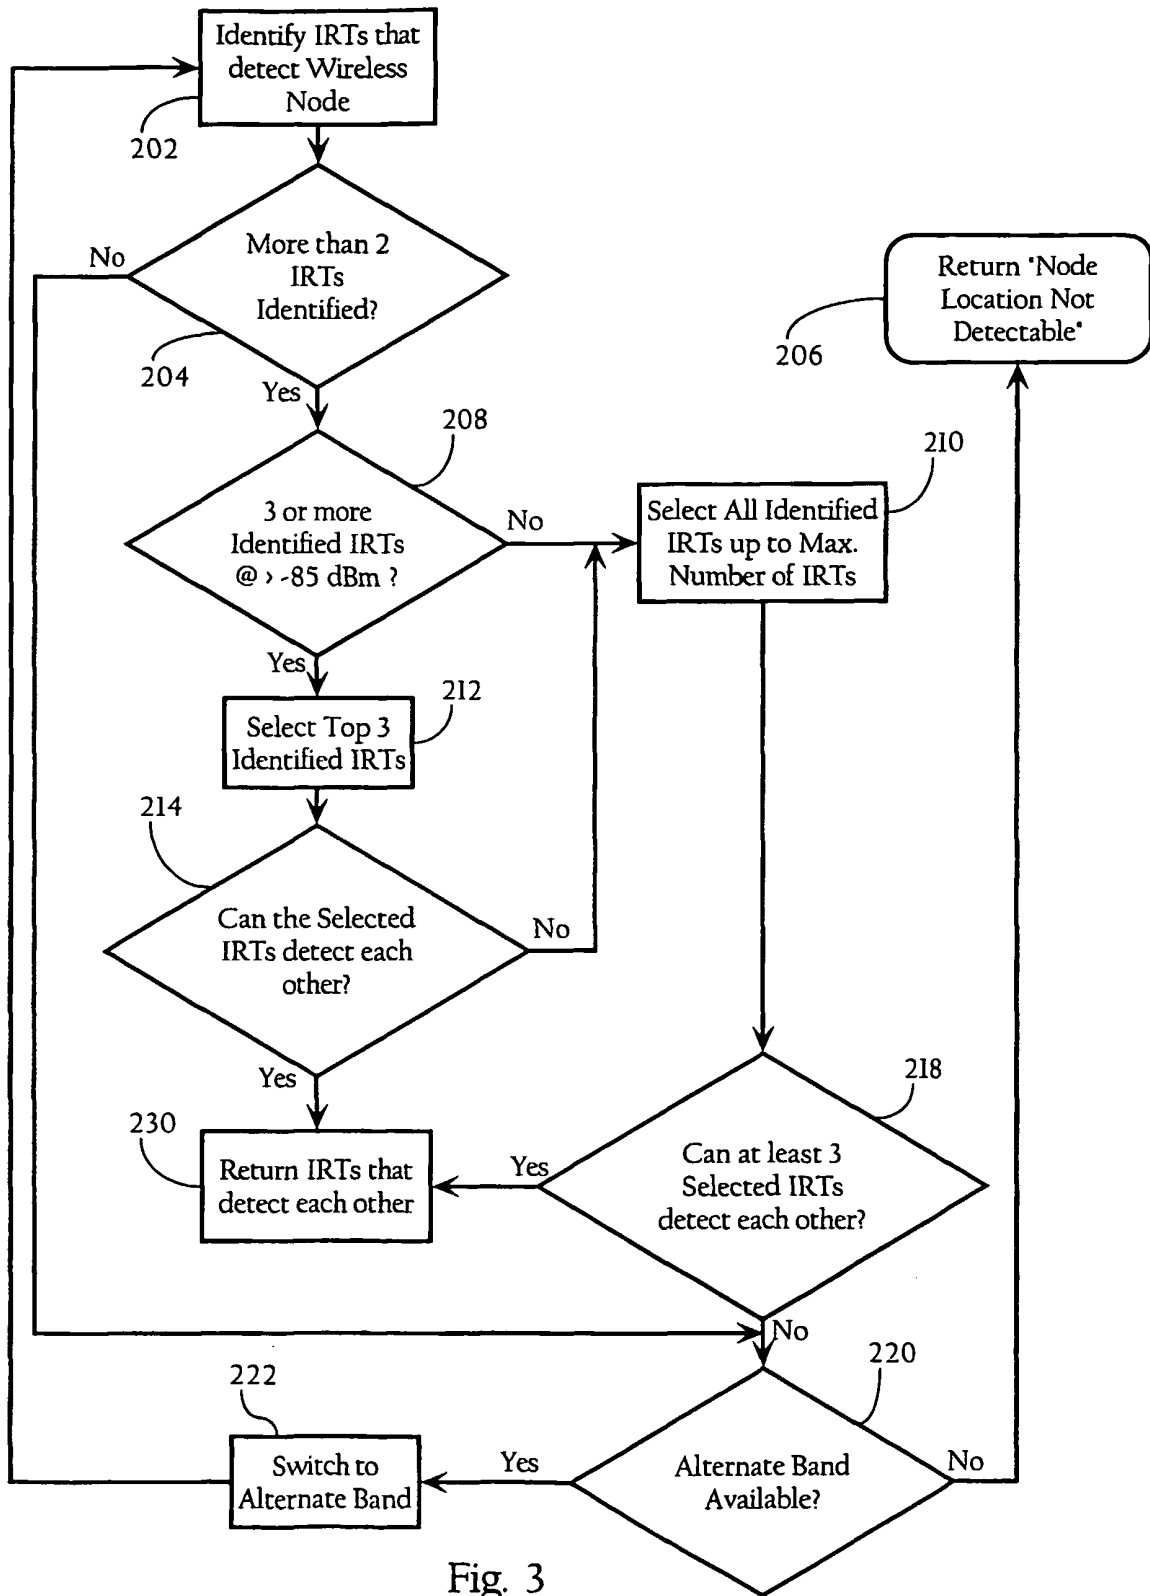 Identify IRTs that
detect Wireless
Node
202
More than 2
IRTs
Identified?
No
204
Yes
Return "Node
Location Not
Detectable"
206
208
3 or more
Identified IRTs
@ > -85 dBm ?
No
Yes
210
Select All Identified
IRTs up to Max.
Number of IRTs
212
Select Top 3
Identified IRTs
214
Can the Selected
IRTs detect each
other?
No
Yes
230
Return IRTs that
detect each other
218
Can at least 3
Selected IRTs
detect each other?
Yes
No
220
Alternate Band
Available?
Yes
No
222
Switch to
Alternate Band
Fig. 3